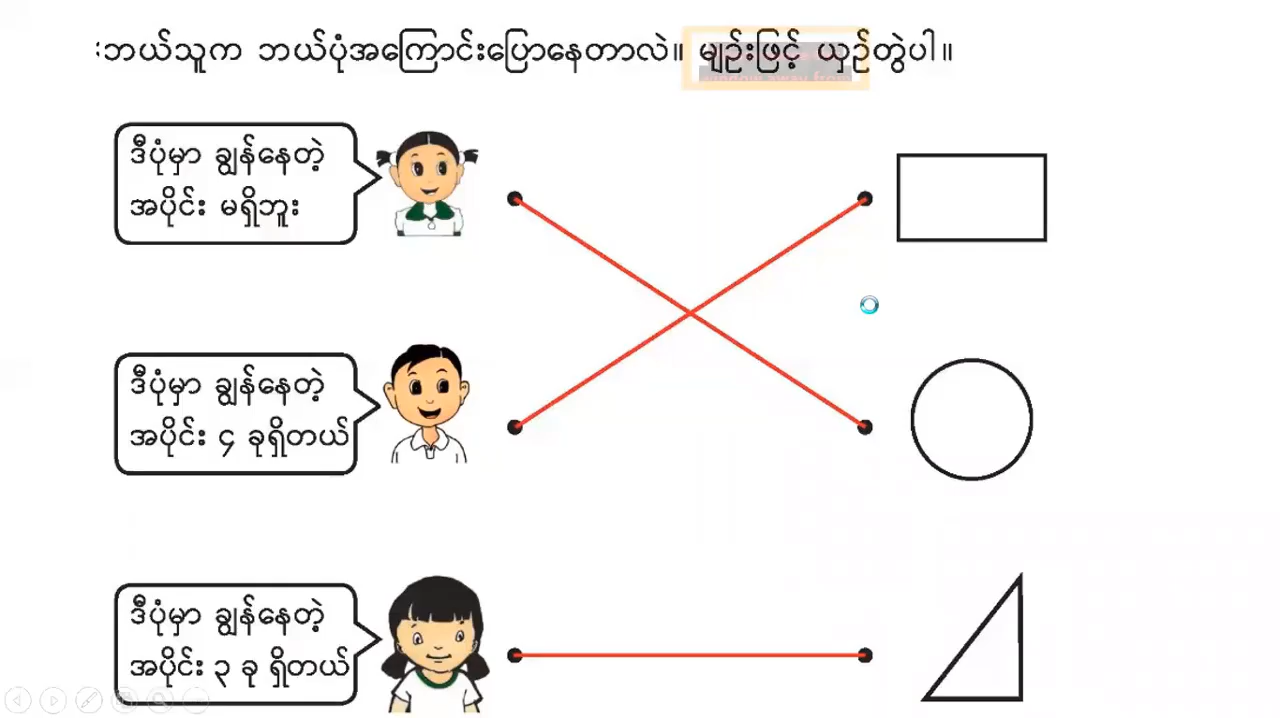 ဘယ်သူက ဘယ်ပုံအကြောင်းပြောနေတာလဲ။ မျဉ်းဖြင့် ယှဉ်တွဲပါ။
ဒီပုံမှာ ချွန်နေတဲ့
အပိုင်း မရှိဘူး
ဒီပုံမှာ ချွန်နေတဲ့
အပိုင်း ၄ ခုရှိတယ်
ဒီပုံမှာ ချွန်နေတဲ့
အပိုင်း ၃ ခု ရှိတယ်